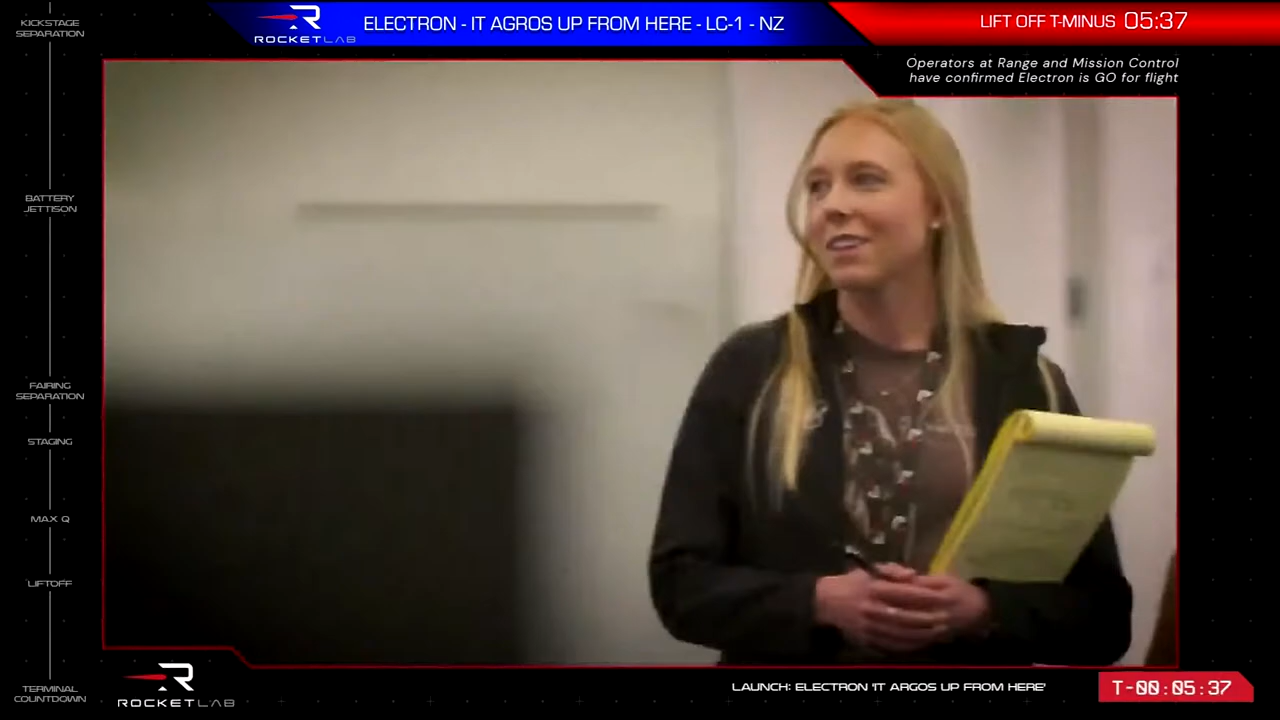 KICKSTAGE
SEPARATION
ROCKETLAB
ELECTRON - IT AGROS UP FROM HERE - LC-1 - NZ
LIFT OFF T-MINUS 05:37
Operators at Range and Mission Control
have confirmed Electron is GO for flight
BATTERY
JETTISON
FAIRING
SEPARATION
STAGING
MAX Q
LIFTOFF
TERMINAL
COUNTDOWN
ROCKETLAB
LAUNCH: ELECTRON 'IT ARGOS UP FROM HERE'
T-00:05:37